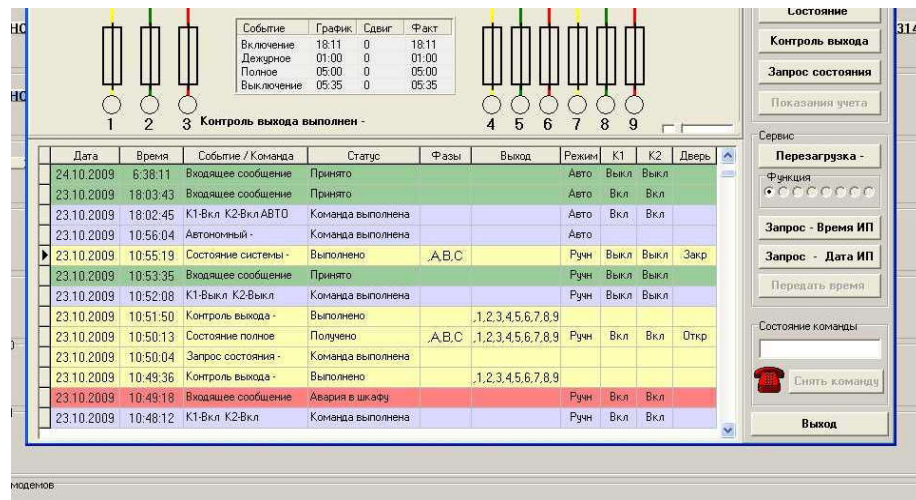 Состояние
Контроль выхода
Запрос состояния
Показания учета
Сервис
Перезагрузка -
Функция
Запрос - Время ИП
Запрос - Дата ИП
Передать время
Состояние команды
Снять команду
Выход
НО
314
НО
Событие График Сдвиг Факт
Включение 18:11 0 18:11
Дежурное 01:00 0 01:00
Полное 05:00 0 05:00
Выключение 05:35 0 05:35
1 2 3 Контроль выхода выполнен - 4 5 6 7 8 9
Дата Время Событие / Команда Статус Фазы Выход Режим К1 К2 Дверь
24.10.2009 6:38:11 Входящее сообщение Принято Авто Выкл Выкл
23.10.2009 18:03:43 Входящее сообщение Принято Авто Вкл Вкл
23.10.2009 18:02:45 К1-Вкл К2-Вкл АВТО Команда выполнена Авто Вкл Вкл
23.10.2009 10:56:04 Автономный - Команда выполнена Авто
23.10.2009 10:55:19 Состояние системы - Выполнено ,A,B,C Ручн Выкл Выкл Закр
23.10.2009 10:53:35 Входящее сообщение Принято Ручн Выкл Выкл
23.10.2009 10:52:08 К1-Выкл К2-Выкл Команда выполнена Ручн Выкл Выкл
23.10.2009 10:51:50 Контроль выхода - Выполнено ,1,2,3,4,5,6,7,8,9
23.10.2009 10:50:13 Состояние полное Получено ,A,B,C ,1,2,3,4,5,6,7,8,9 Ручн Вкл Вкл Откр
23.10.2009 10:50:04 Запрос состояния - Команда выполнена
23.10.2009 10:49:36 Контроль выхода - Выполнено ,1,2,3,4,5,6,7,8,9
23.10.2009 10:49:18 Входящее сообщение Авария в шкафу Ручн Вкл Вкл
23.10.2009 10:48:12 К1-Вкл К2-Вкл Команда выполнена Ручн Вкл Вкл
модемов